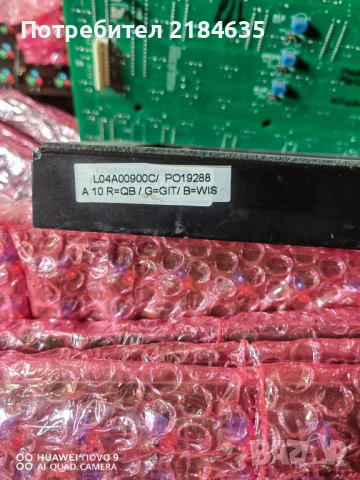 Потребител 2184635
L04A00900C/ PO19288
A 10 R=QB / G=GIT/ B=WIS
HUAWEI nova 9
AI QUAD CAMERA